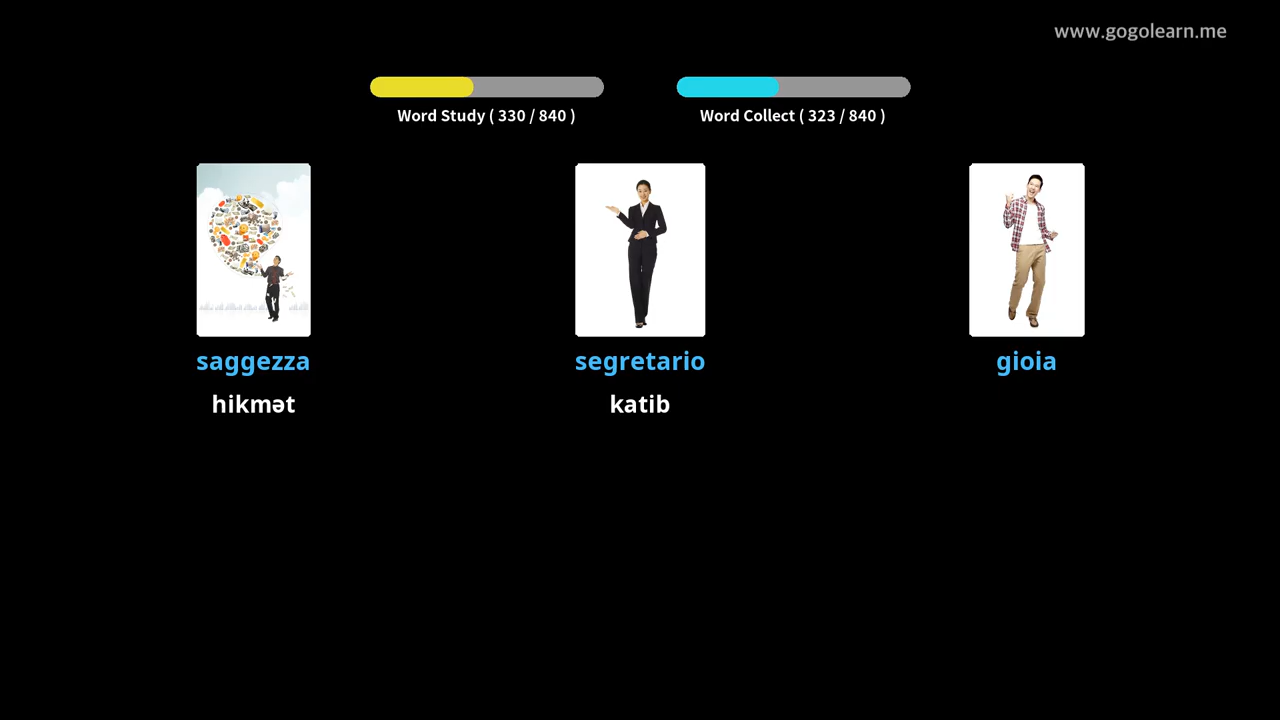 www.gogolearn.me
Word Study ( 330 / 840 )
Word Collect ( 323 / 840 )
saggezza
segretario
gioia
hikmət
katib